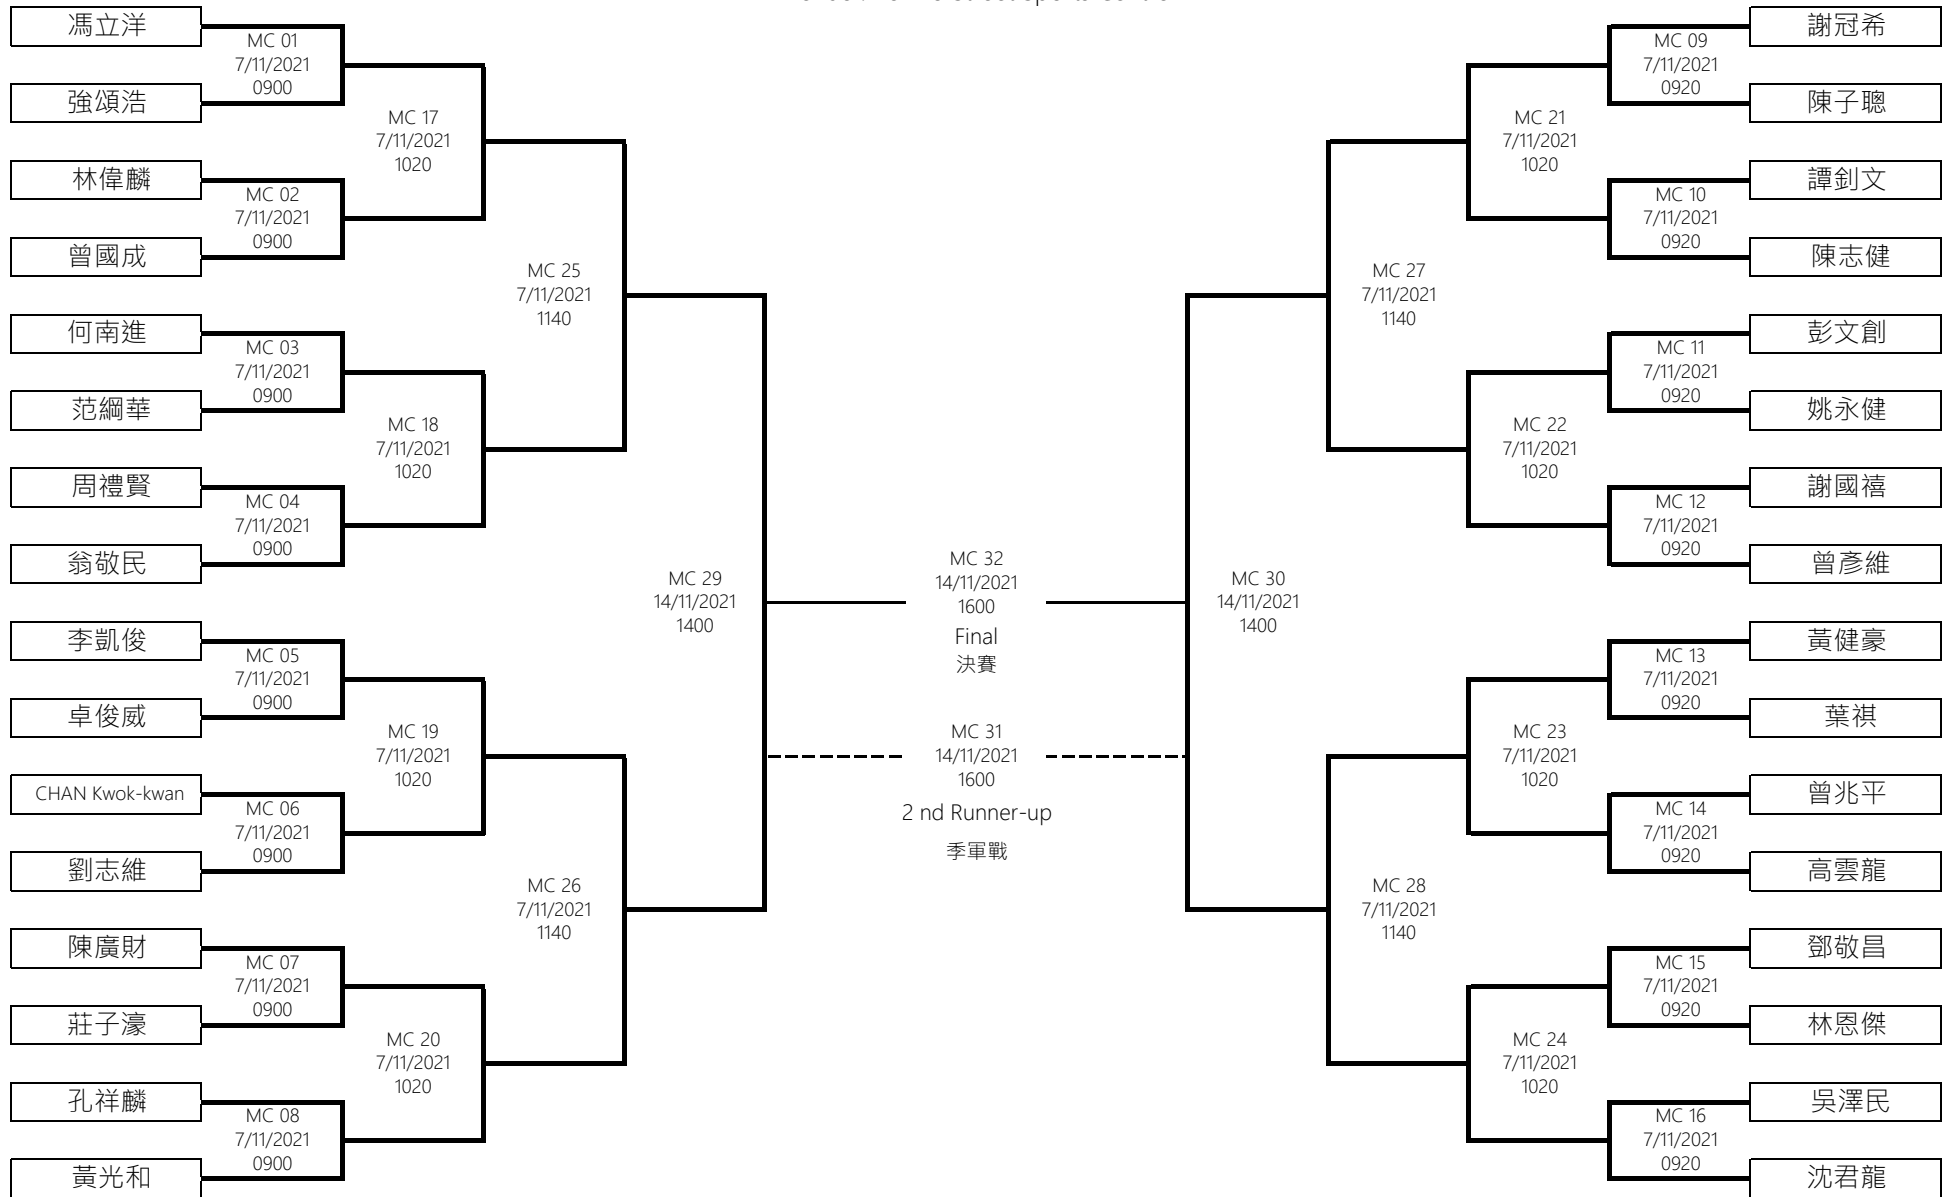 馮立洋
MC 01
7/11/2021
0900
強頌浩
MC 17
7/11/2021
1020
林偉麟
MC 02
7/11/2021
0900
曾國成
MC 25
7/11/2021
1140
何南進
MC 03
7/11/2021
0900
范綱華
MC 18
7/11/2021
1020
周禮賢
MC 04
7/11/2021
0900
翁敬民
MC 29
14/11/2021
1400
李凱俊
MC 05
7/11/2021
0900
卓俊威
MC 19
7/11/2021
1020
CHAN Kwok-kwan
MC 06
7/11/2021
0900
劉志維
MC 26
7/11/2021
1140
陳廣財
MC 07
7/11/2021
0900
莊子濠
MC 20
7/11/2021
1020
孔祥麟
MC 08
7/11/2021
0900
黃光和
MC 32
14/11/2021
1600
Final
決賽
MC 31
14/11/2021
1600
2 nd Runner-up
季軍戰
謝冠希
MC 09
7/11/2021
0920
陳子聰
MC 21
7/11/2021
1020
譚釗文
MC 10
7/11/2021
0920
陳志健
MC 27
7/11/2021
1140
彭文創
MC 11
7/11/2021
0920
姚永健
MC 22
7/11/2021
1020
謝國禧
MC 12
7/11/2021
0920
曾彥維
MC 30
14/11/2021
1400
黃健豪
MC 13
7/11/2021
0920
葉祺
MC 23
7/11/2021
1020
曾兆平
MC 14
7/11/2021
0920
高雲龍
MC 28
7/11/2021
1140
鄧敬昌
MC 15
7/11/2021
0920
林恩傑
MC 24
7/11/2021
1020
吳澤民
MC 16
7/11/2021
0920
沈君龍